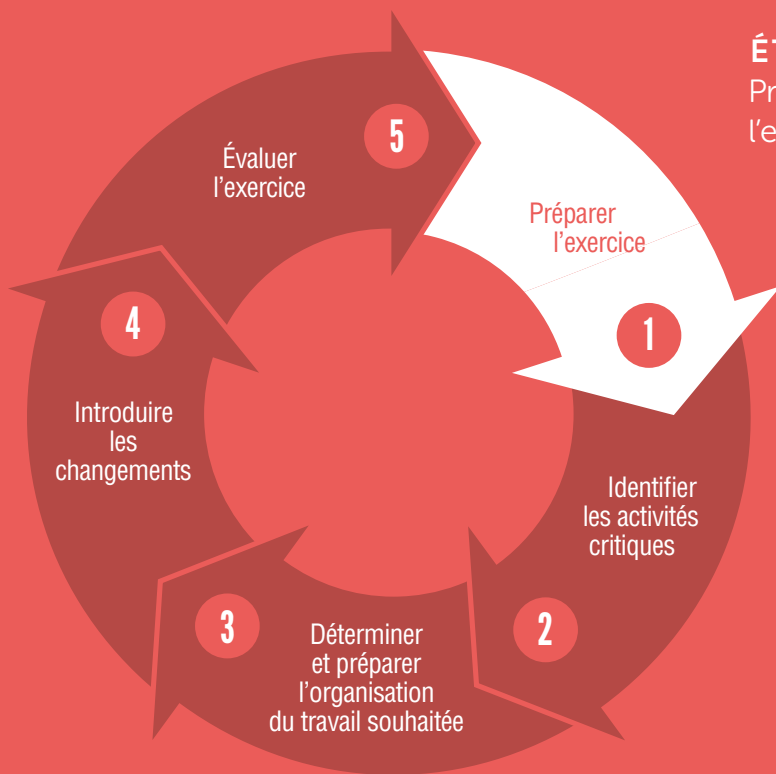 5
Évaluer
l'exercice
Préparer
l'exercice
1
4
Introduire
les
changements
Identifier
les activités
critiques
2
3
Déterminer
et préparer
l'organisation
du travail souhaitée